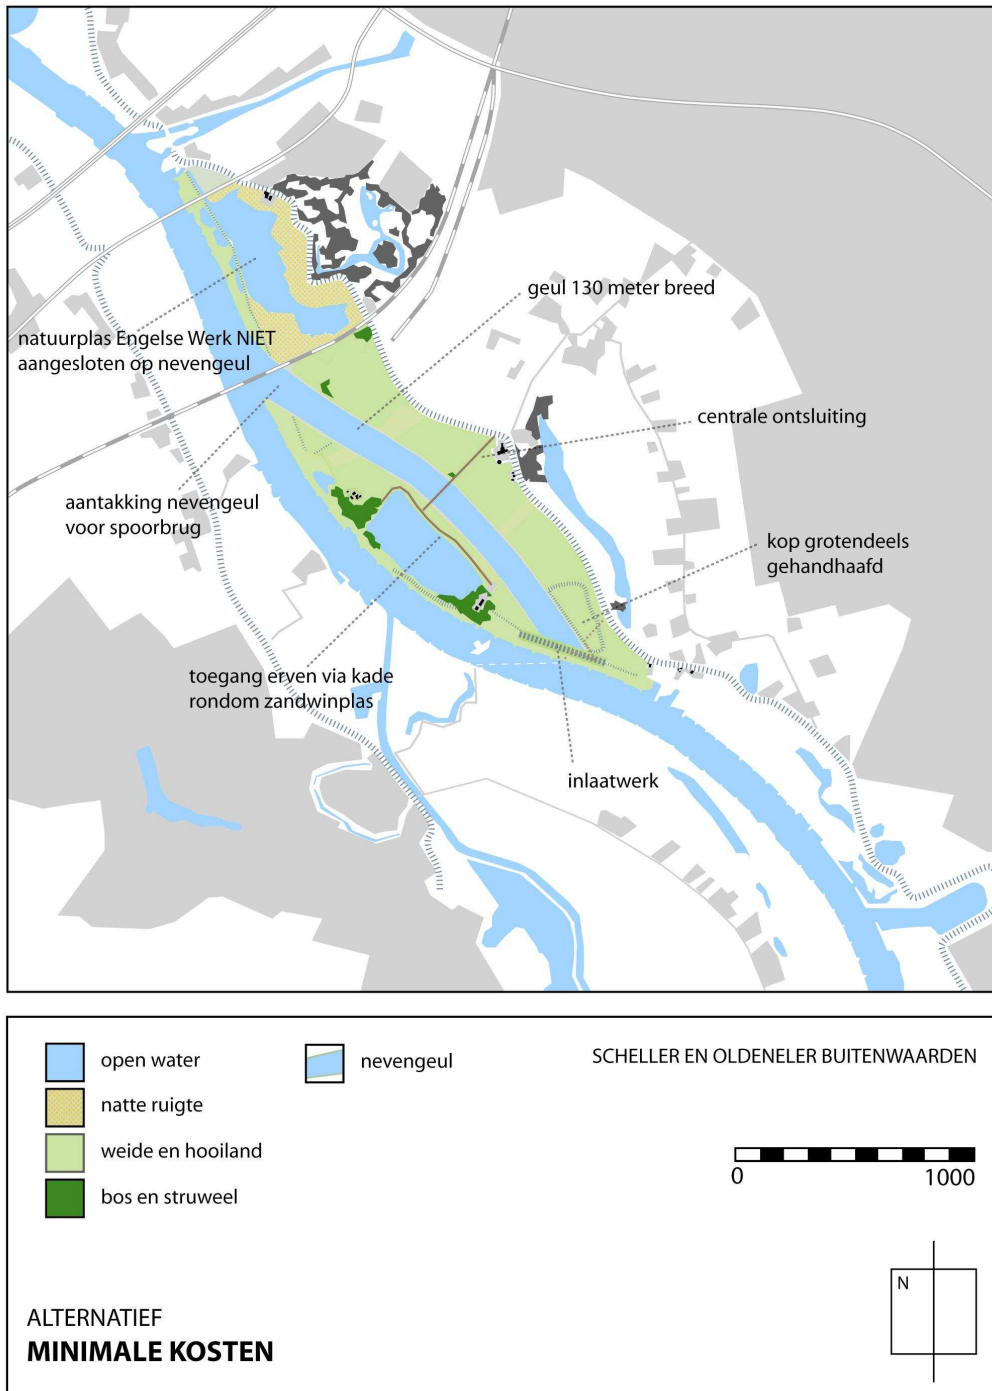 geul 130 meter breed
natuurplas Engelse Werk NIET
aangesloten op nevengeul
centrale ontsluiting
aantakking nevengeul
voor spoorbrug
kop grotendeels
gehandhaafd
toegang erven via kade
rondom zandwinplas
inlaatwerk
open water
nevengeul
SCHELLER EN OLDENELER BUITENWAARDEN
natte ruigte
weide en hooiland
bos en struweel
0 1000
N
ALTERNATIEF
MINIMALE KOSTEN